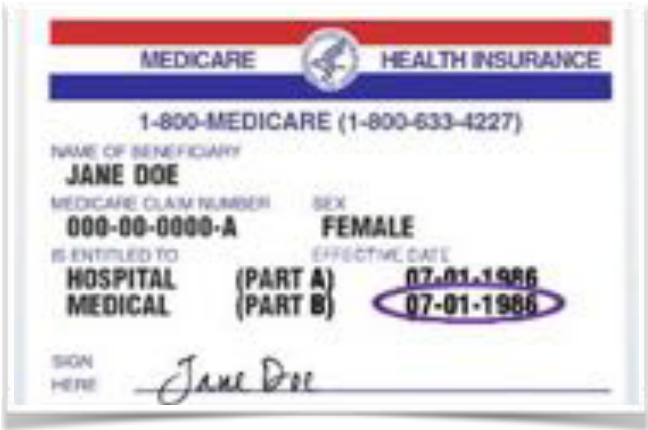 MEDICARE HEALTH INSURANCE
1-800-MEDICARE (1-800-633-4227)
NAME OF BENEFICIARY
JANE DOE
MEDICARE CLAIM NUMBER SEX
000-00-0000-A FEMALE
IS ENTITLED TO EFFECTIVE DATE
HOSPITAL (PART A) 07-01-1986
MEDICAL (PART B) 07-01-1986
SIGN
HERE Jane Doe